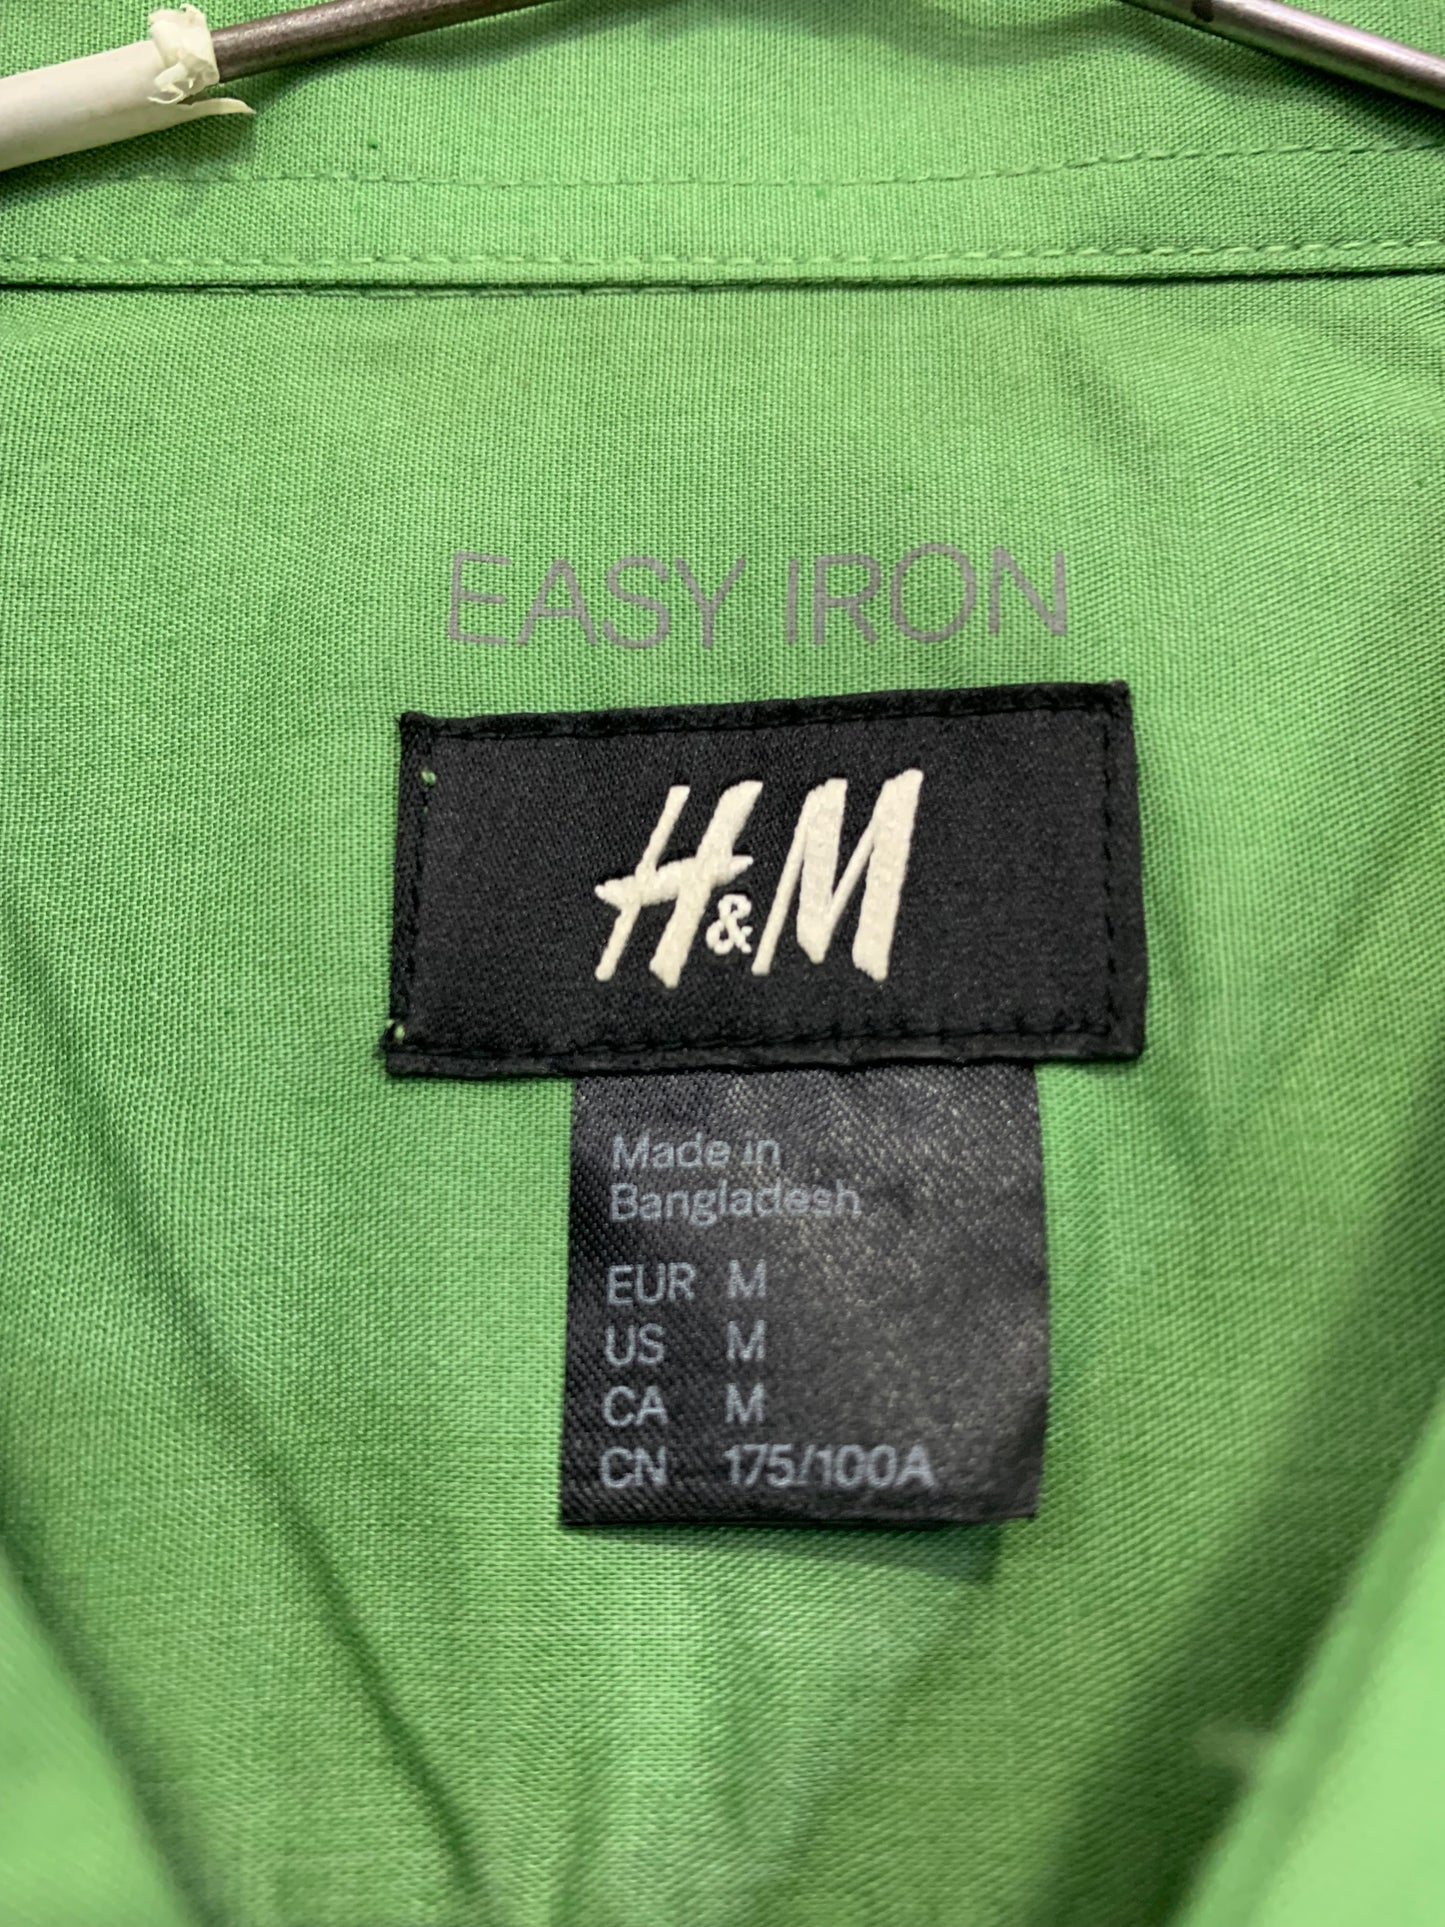 EASY IRON
H&M
Made in
Bangladesh
EUR M
US M
CA M
CN 175/100A